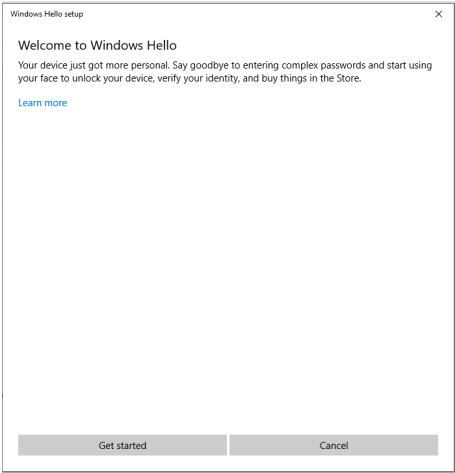 Windows Hello setup
Welcome to Windows Hello
Your device just got more personal. Say goodbye to entering complex passwords and start using
your face to unlock your device, verify your identity, and buy things in the Store.
Learn more
Get started
Cancel